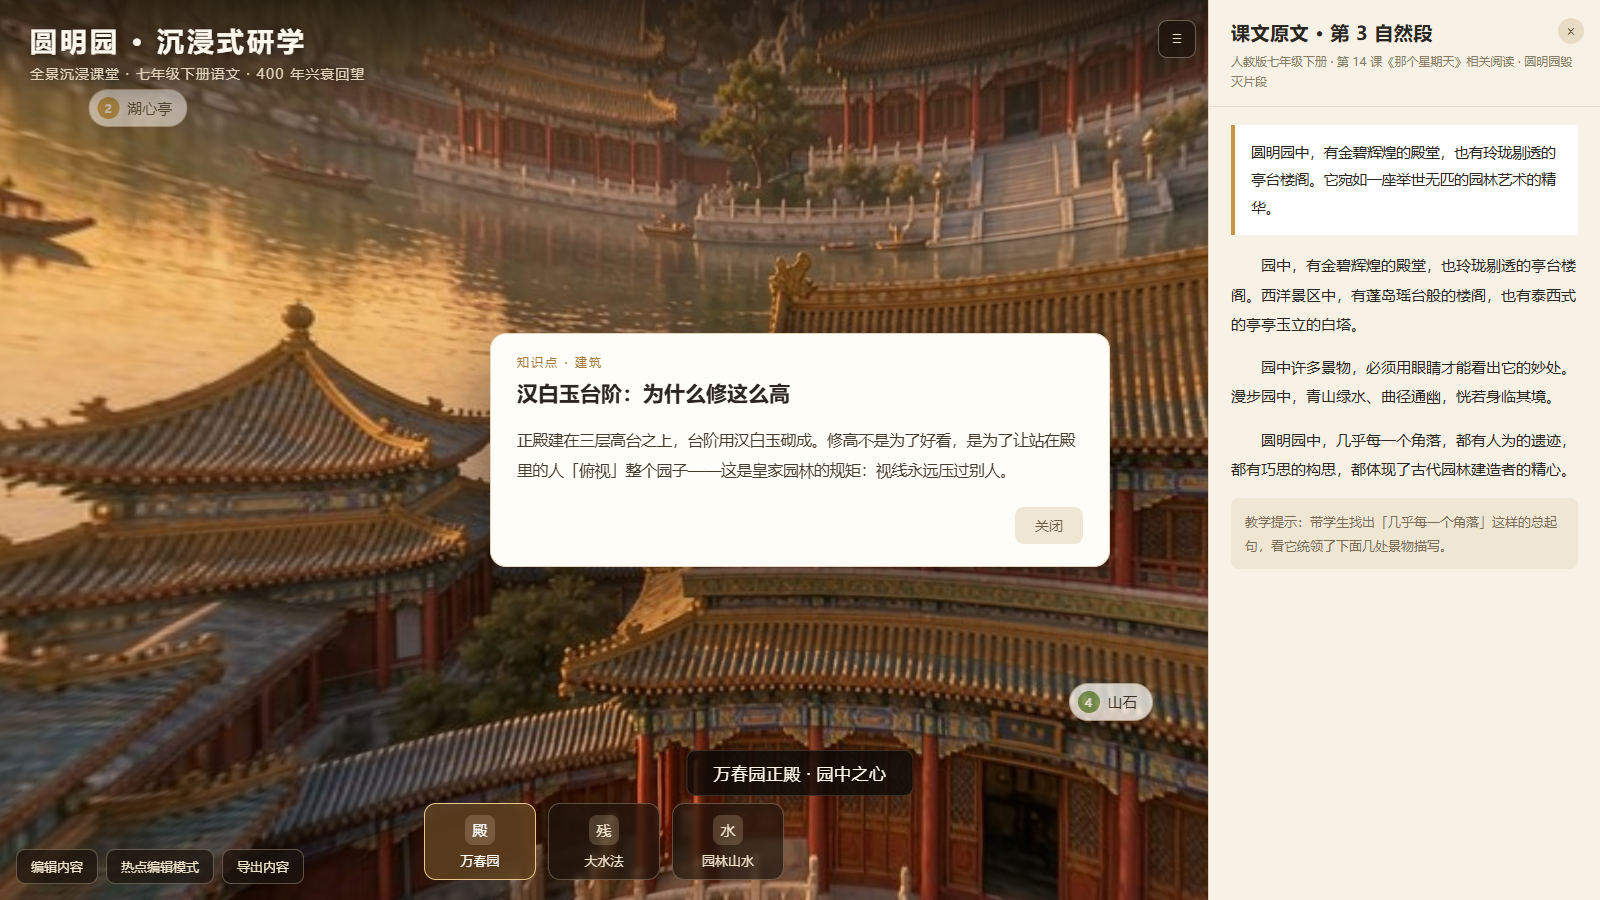 圆明园 • 沉浸式研学
全景沉浸课堂 · 七年级下册语文 · 400 年兴衰回望
2 湖心亭
☰
知识点 · 建筑
汉白玉台阶：为什么修这么高
正殿建在三层高台之上，台阶用汉白玉砌成。修高不是为了好看，是为了让站在殿
里的人「俯视」整个园子——这是皇家园林的规矩：视线永远压过别人。
关闭
4 山石
万春园正殿 · 园中之心
殿
万春园
残
大水法
水
园林山水
编辑内容
热点编辑模式
导出内容
课文原文 • 第 3 自然段
×
人教版七年级下册 · 第 14 课《那个星期天》相关阅读 · 圆明园毁
灭片段
圆明园中，有金碧辉煌的殿堂，也有玲珑剔透的
亭台楼阁。它宛如一座举世无匹的园林艺术的精
华。
园中，有金碧辉煌的殿堂，也玲珑剔透的亭台楼
阁。西洋景区中，有蓬岛瑶台般的楼阁，也有泰西式
的亭亭玉立的白塔。
园中许多景物，必须用眼睛才能看出它的妙处。
漫步园中，青山绿水、曲径通幽，恍若身临其境。
圆明园中，几乎每一个角落，都有人为的遗迹，
都有巧思的构思，都体现了古代园林建造者的精心。
教学提示：带学生找出「几乎每一个角落」这样的总起
句，看它统领了下面几处景物描写。